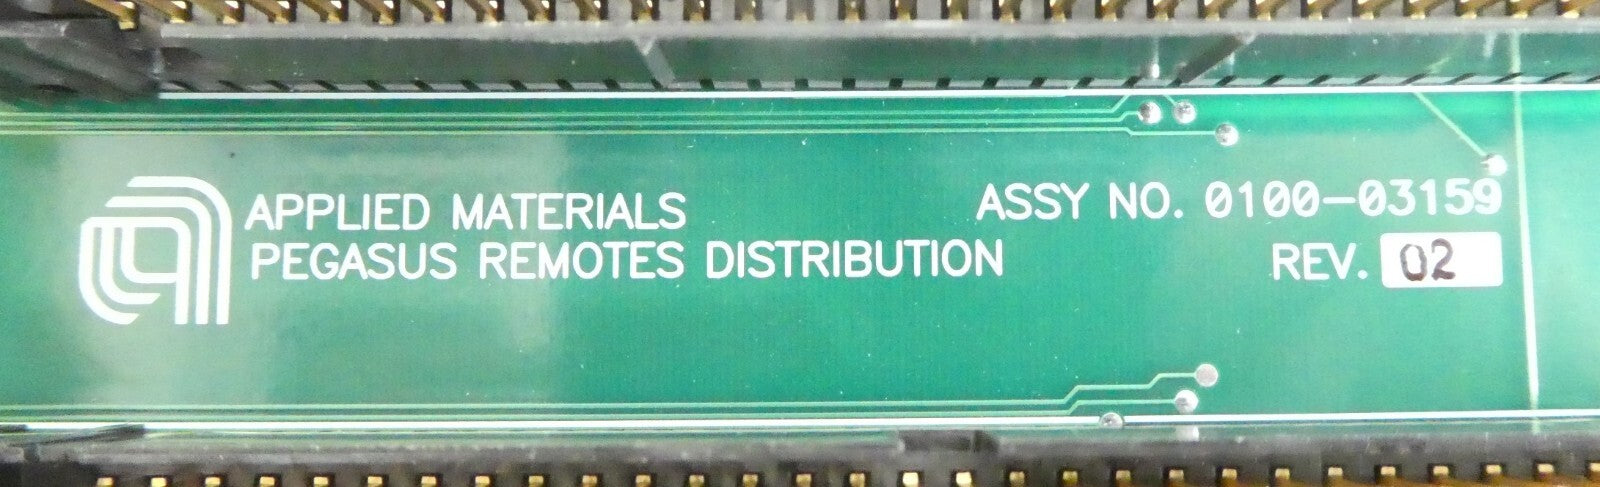 APPLIED MATERIALS
PEGASUS REMOTES DISTRIBUTION
ASSY NO. 0100-03159
REV. 02